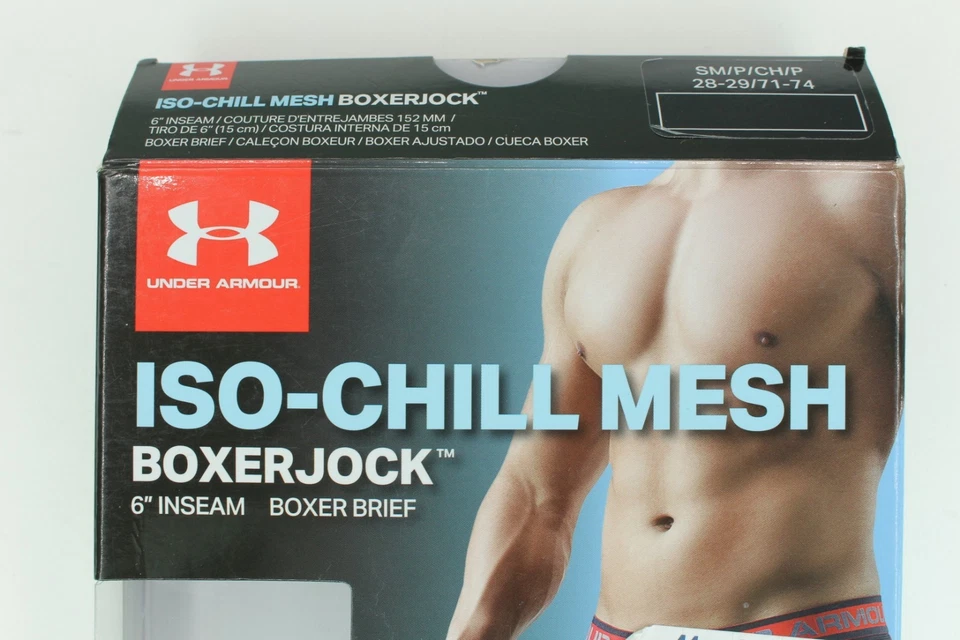 UNDER ARMOUR
ISO-CHILL MESH BOXERJOCK™
6" INSEAM / COUTURE D'ENTREJAMBES 152 MM /
TIRO DE 6" (15 cm) / COSTURA INTERNA DE 15 cm
BOXER BRIEF / CALEÇON BOXEUR / BOXER AJUSTADO / CUECA BOXER
SM/P/CH/P
28-29/71-74
UNDER ARMOUR.
ISO-CHILL MESH
BOXERJOCK™
6" INSEAM BOXER BRIEF